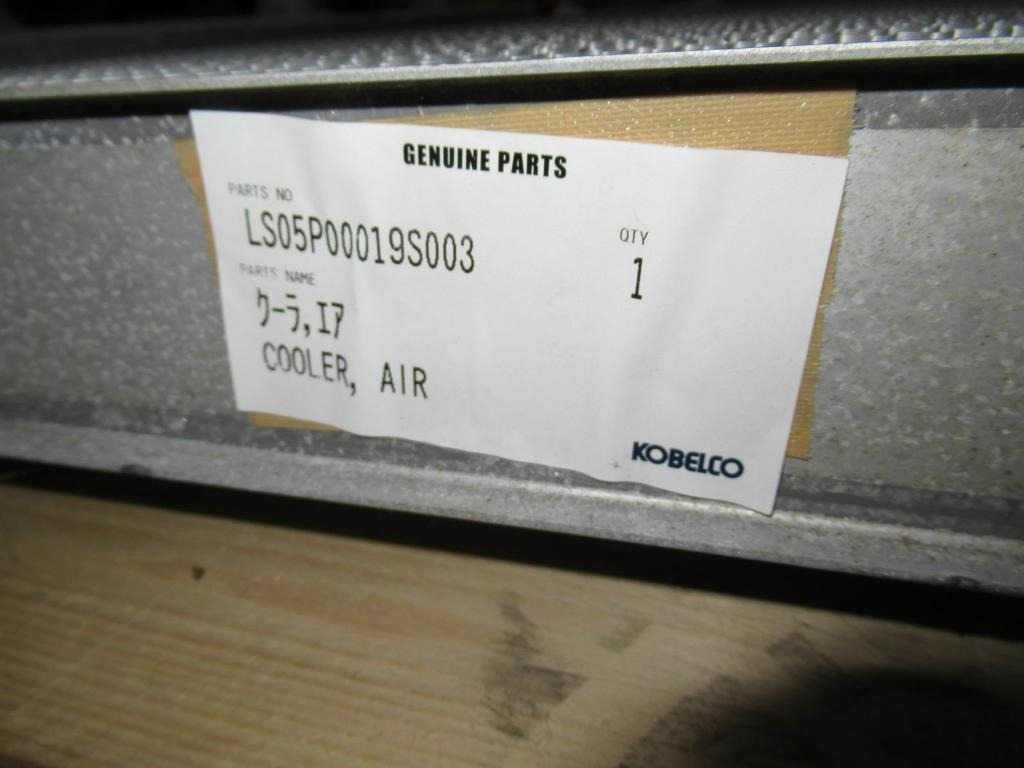 GENUINE PARTS
PARTS NO
LS05P00019S003
QTY
1
PARTS NAME
クーラ,エア
COOLER, AIR
KOBELCO